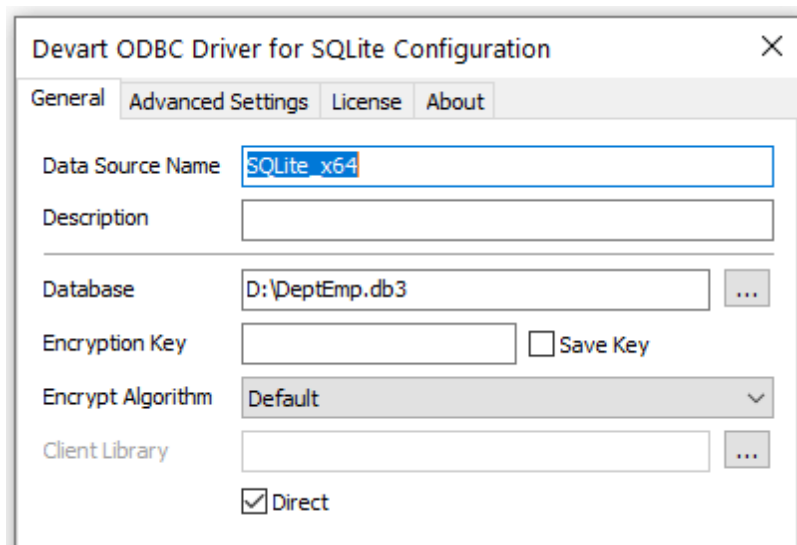 Devart ODBC Driver for SQLite Configuration
General Advanced Settings License About
Data Source Name SQLite_x64
Description
Database D:\DeptEmp.db3 ...
Encryption Key Save Key
Encrypt Algorithm Default
Client Library ...
Direct